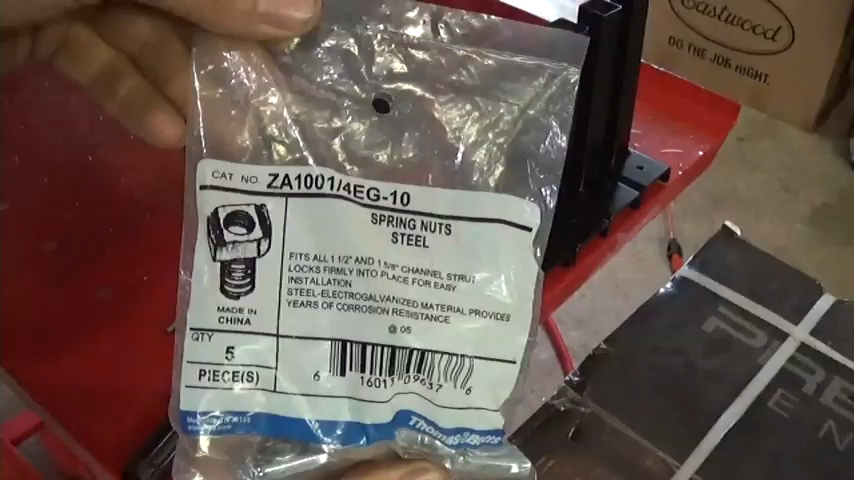 Eastwood
DO THE JOB RIGHT.
CAT NO. ZA1001/4EG-10
SPRING NUTS
STEEL
FITS ALL 1 1/2" AND 1 5/8" CHANNEL STRUT
LOCKS FIRMLY INTO PLACE FOR EASY
INSTALLATION
STEEL-ELECTROGALVANIZED MATERIAL PROVIDES
YEARS OF CORROSION RESISTANCE.
@ 05
MADE IN
CHINA
QTY
5
PIECE(S)
Thomas & Betts